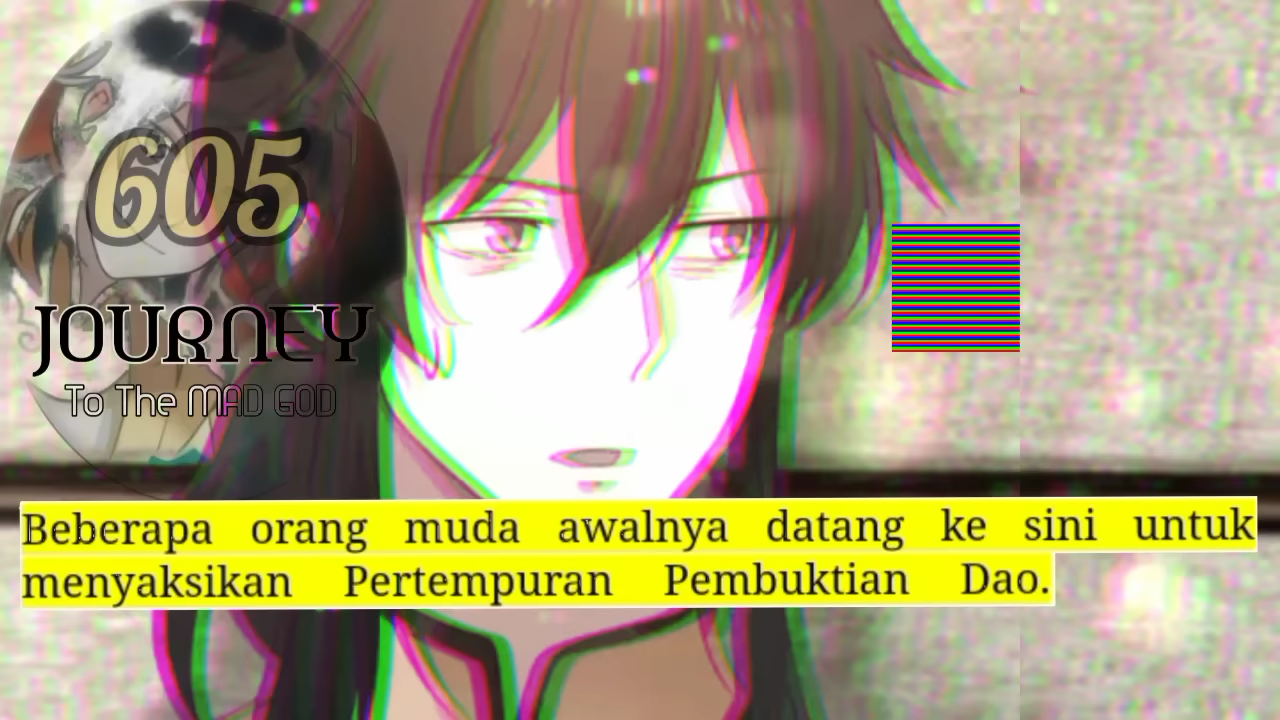 605
JOURNEY
To The MAD GOD
Beberapa orang muda awalnya datang ke sini untuk
menyaksikan Pertempuran Pembuktian Dao.